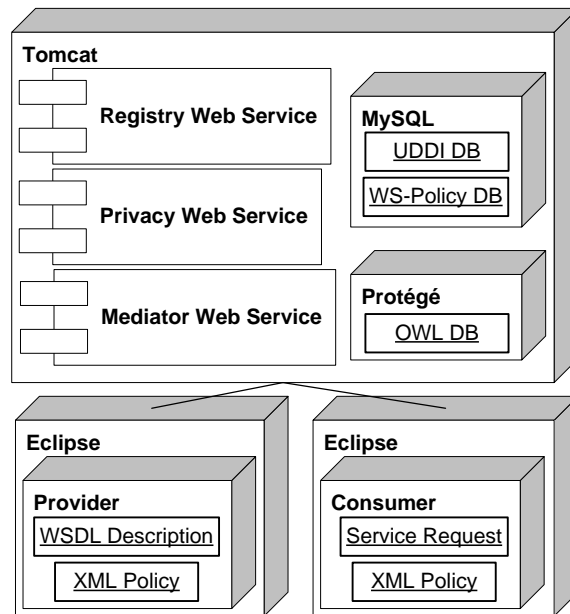 Tomcat
Registry Web Service
Privacy Web Service
Mediator Web Service
MySQL
UDDI DB
WS-Policy DB
Protégé
OWL DB
Eclipse
Provider
WSDL Description
XML Policy
Eclipse
Consumer
Service Request
XML Policy